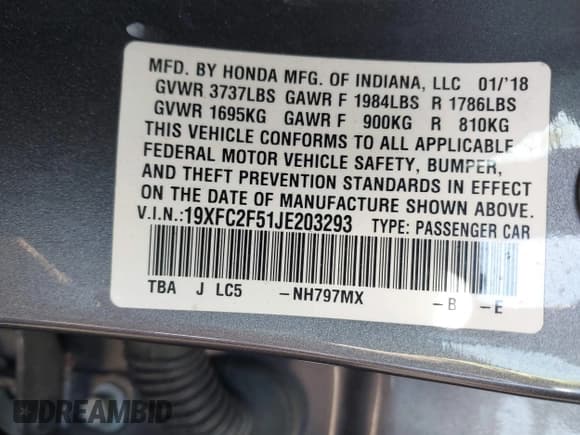 MFD. BY HONDA MFG. OF INDIANA, LLC 01/'18
GVWR 3737LBS GAWR F 1984LBS R 1786LBS
GVWR 1695KG GAWR F 900KG R 810KG
THIS VEHICLE CONFORMS TO ALL APPLICABLE
FEDERAL MOTOR VEHICLE SAFETY, BUMPER,
AND THEFT PREVENTION STANDARDS IN EFFECT
ON THE DATE OF MANUFACTURE SHOWN ABOVE.
V.I.N.:19XFC2F51JE203293 TYPE: PASSENGER CAR
TBA J LC5 -NH797MX -B -E
DREAMBID